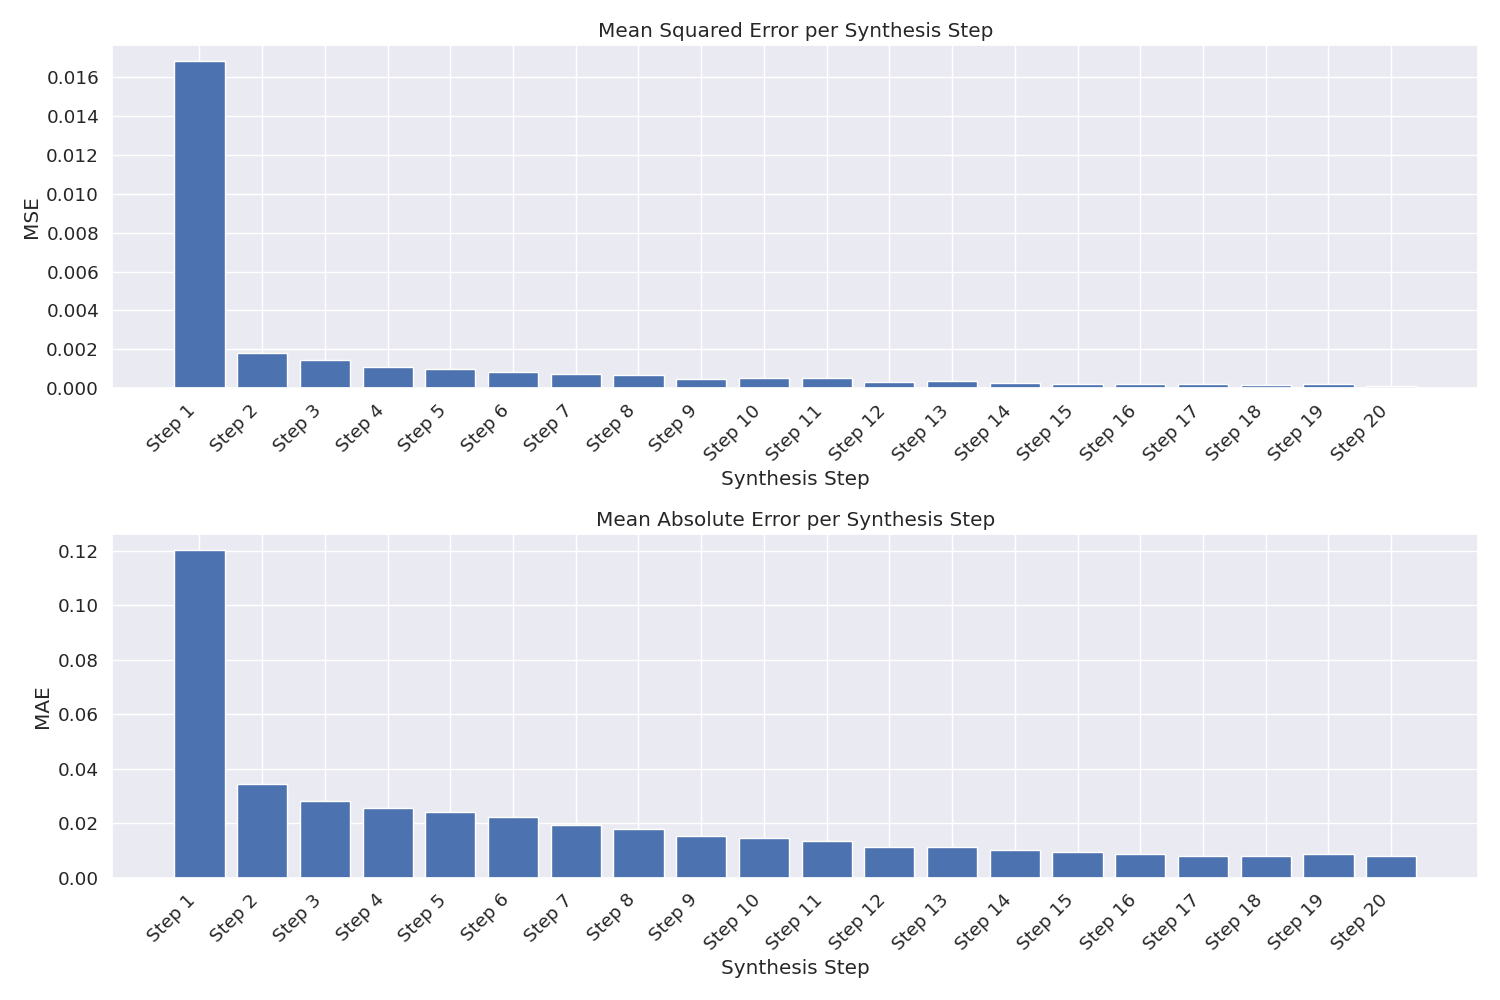 Mean Squared Error per Synthesis Step
0.016
0.014
0.012
0.010
0.008
0.006
0.004
0.002
0.000
MSE
Step 1
Step 2
Step 3
Step 4
Step 5
Step 6
Step 7
Step 8
Step 9
Step 10
Step 11
Step 12
Step 13
Step 14
Step 15
Step 16
Step 17
Step 18
Step 19
Step 20
Synthesis Step
Mean Absolute Error per Synthesis Step
0.12
0.10
0.08
0.06
0.04
0.02
0.00
MAE
Step 1
Step 2
Step 3
Step 4
Step 5
Step 6
Step 7
Step 8
Step 9
Step 10
Step 11
Step 12
Step 13
Step 14
Step 15
Step 16
Step 17
Step 18
Step 19
Step 20
Synthesis Step